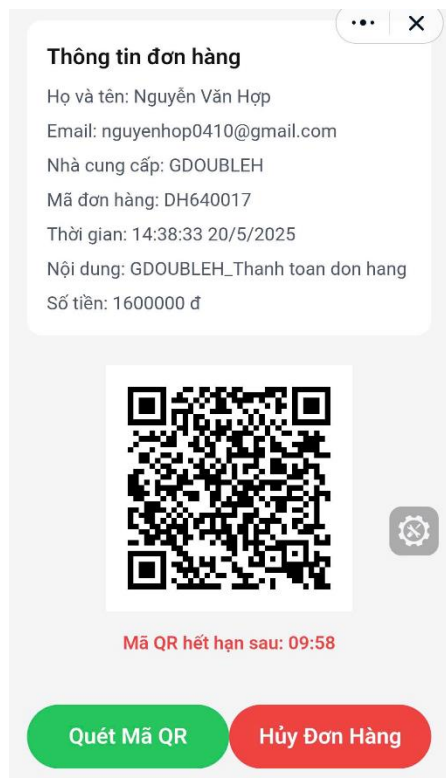 Thông tin đơn hàng
Họ và tên: Nguyễn Văn Hợp
Email: nguyenhop0410@gmail.com
Nhà cung cấp: GDOUBLEH
Mã đơn hàng: DH640017
Thời gian: 14:38:33 20/5/2025
Nội dung: GDOUBLEH_Thanh toan don hang
Số tiền: 1600000 đ
Mã QR hết hạn sau: 09:58
Quét Mã QR
Hủy Đơn Hàng